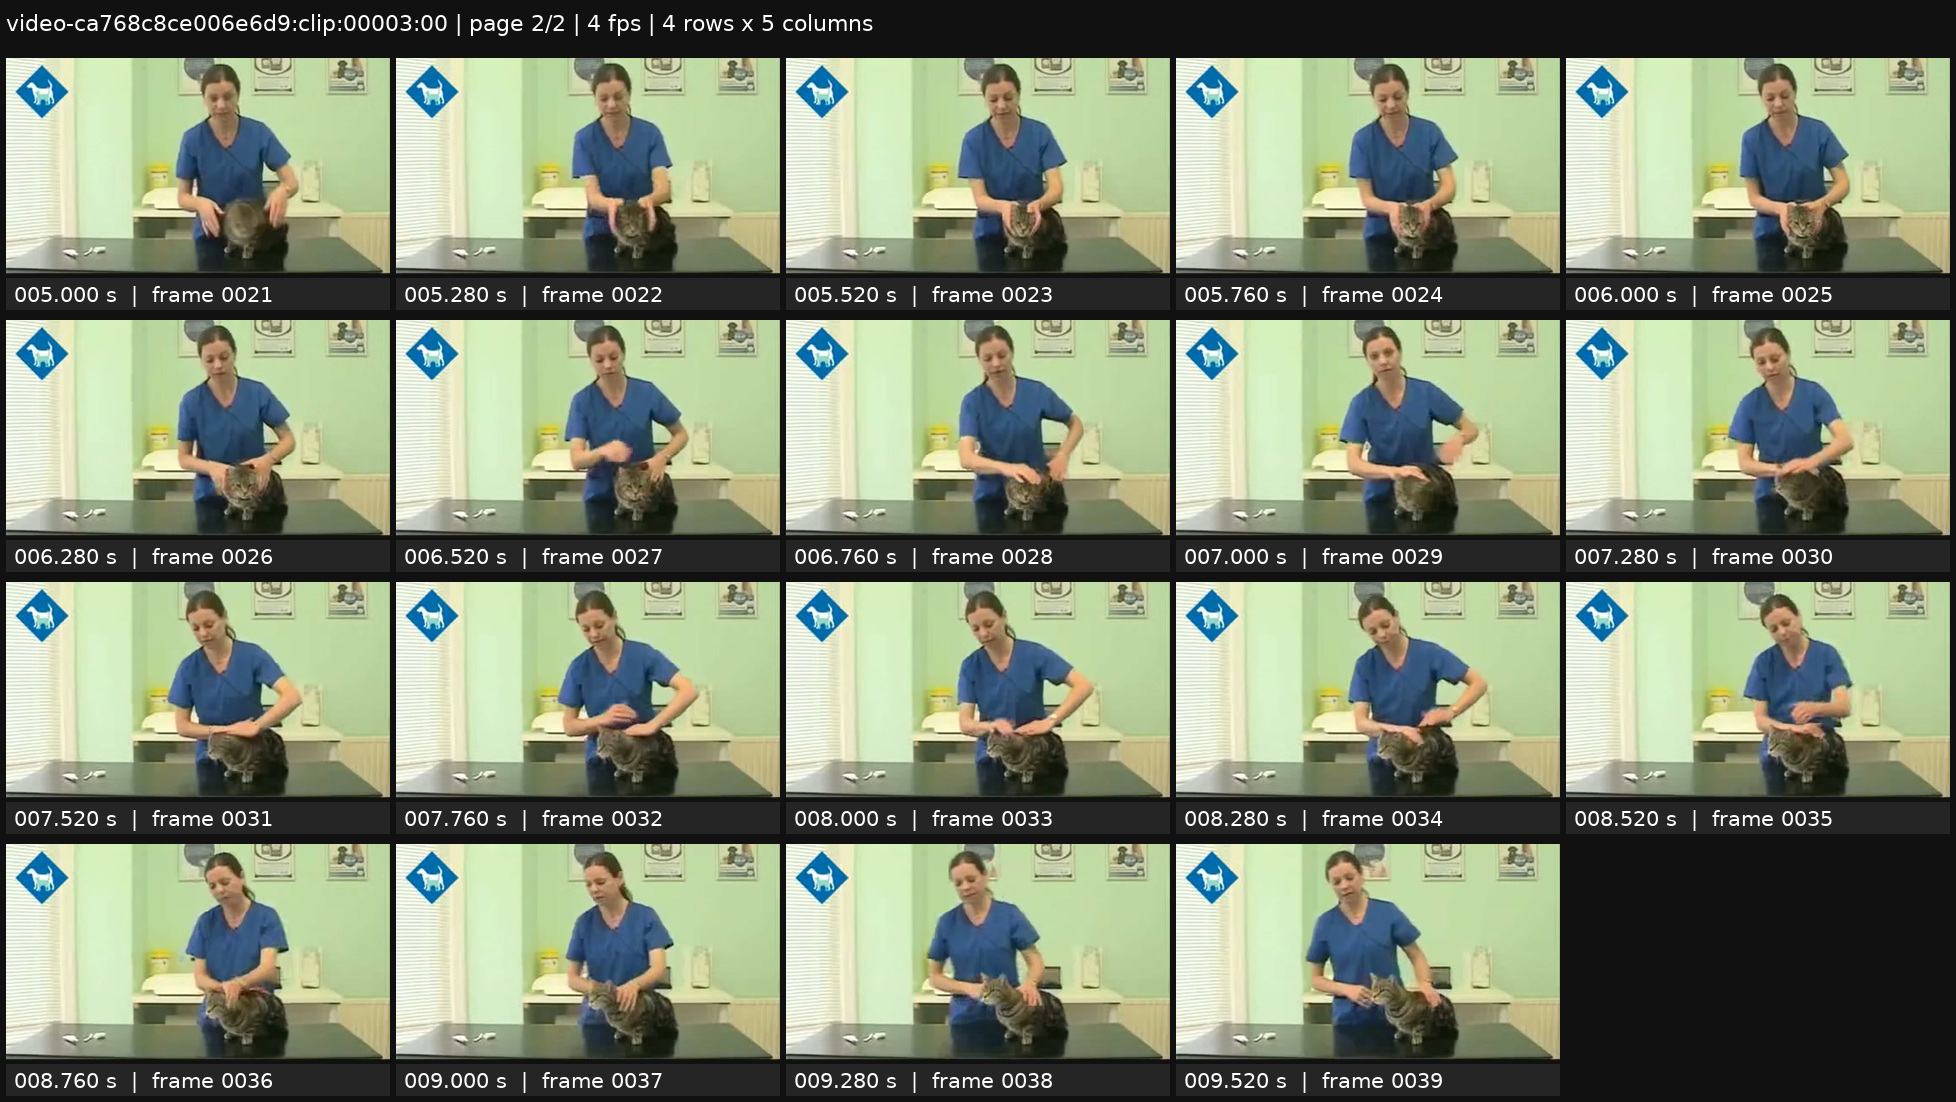 video-ca768c8ce006e6d9:clip:00003:00 | page 2/2 | 4 fps | 4 rows x 5 columns
005.000 s | frame 0021
005.280 s | frame 0022
005.520 s | frame 0023
005.760 s | frame 0024
006.000 s | frame 0025
006.280 s | frame 0026
006.520 s | frame 0027
006.760 s | frame 0028
007.000 s | frame 0029
007.280 s | frame 0030
007.520 s | frame 0031
007.760 s | frame 0032
008.000 s | frame 0033
008.280 s | frame 0034
008.520 s | frame 0035
008.760 s | frame 0036
009.000 s | frame 0037
009.280 s | frame 0038
009.520 s | frame 0039